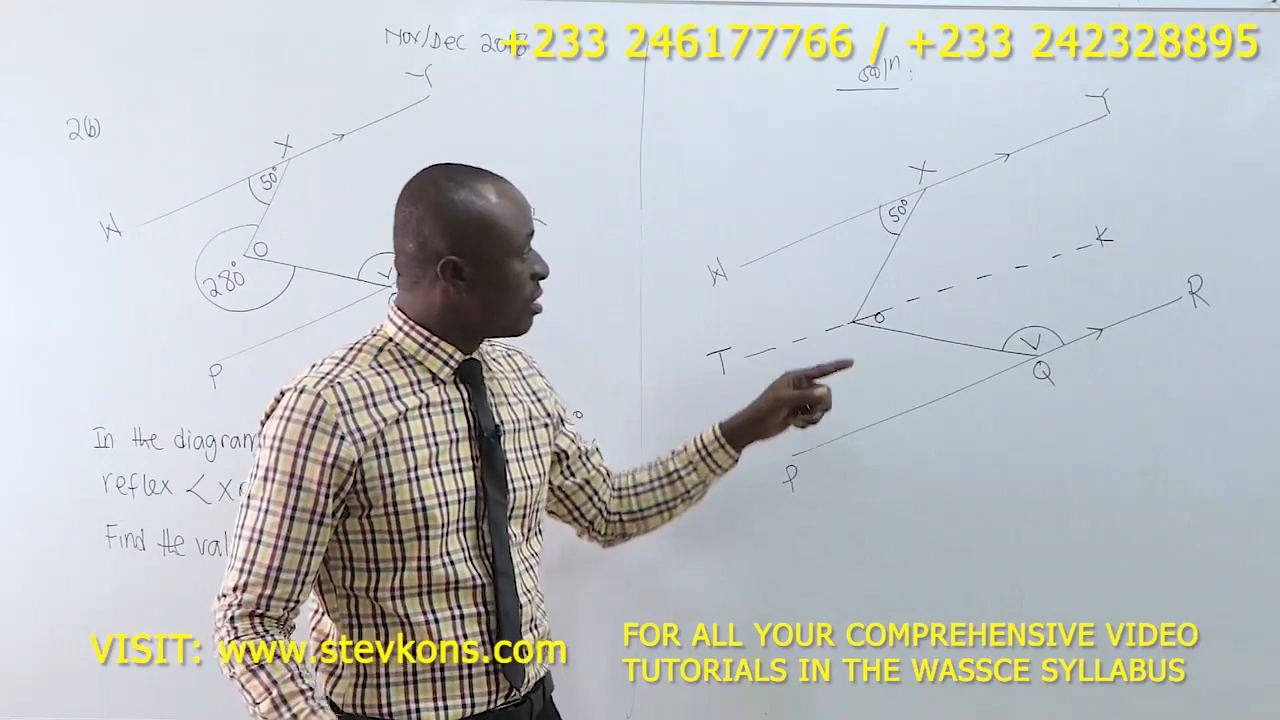 Nov/Dec 2018
+233 246177766 / +233 242328895
2(b)
Y
X
50°
W
O
280°
V
P
R
In the diagram
reflex < X
Find the val
Soln:
Y
X
50°
W
K
O
T
V
R
Q
P
VISIT: www.stevkons.com
FOR ALL YOUR COMPREHENSIVE VIDEO
TUTORIALS IN THE WASSCE SYLLABUS